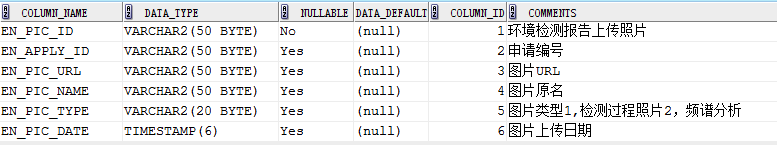 COLUMN_NAME DATA_TYPE NULLABLE DATA_DEFAULT COLUMN_ID COMMENTS
EN_PIC_ID VARCHAR2(50 BYTE) No (null) 1 环境检测报告上传照片
EN_APPLY_ID VARCHAR2(50 BYTE) Yes (null) 2 申请编号
EN_PIC_URL VARCHAR2(50 BYTE) Yes (null) 3 图片URL
EN_PIC_NAME VARCHAR2(50 BYTE) Yes (null) 4 图片原名
EN_PIC_TYPE VARCHAR2(20 BYTE) Yes (null) 5 图片类型1,检测过程照片2，频谱分析
EN_PIC_DATE TIMESTAMP(6) Yes (null) 6 图片上传日期